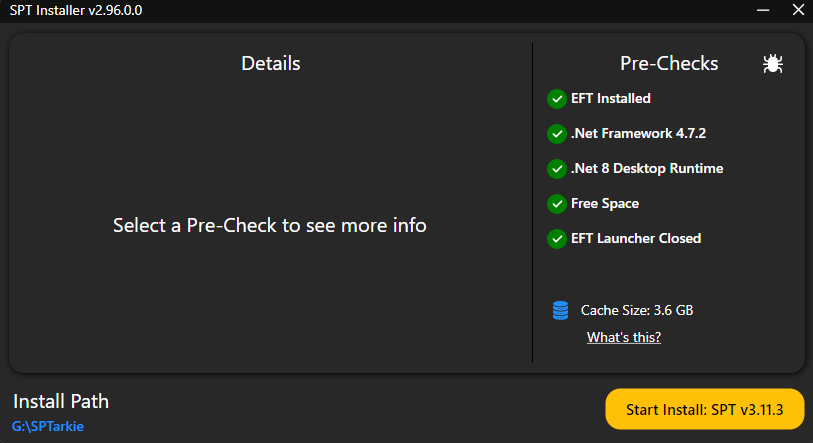 SPT Installer v2.96.0.0
Details
Select a Pre-Check to see more info
Pre-Checks
EFT Installed
.Net Framework 4.7.2
.Net 8 Desktop Runtime
Free Space
EFT Launcher Closed
Cache Size: 3.6 GB
What's this?
Install Path
G:\SPTarkie
Start Install: SPT v3.11.3